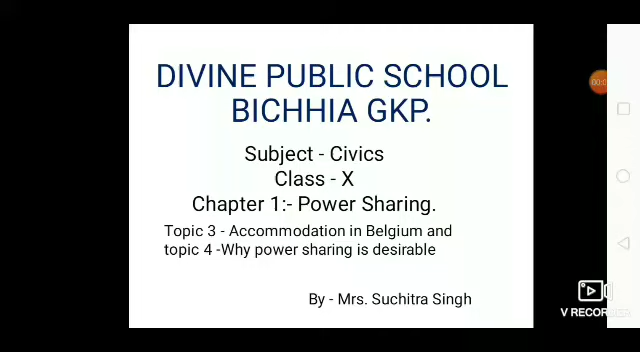 DIVINE PUBLIC SCHOOL
BICHHIA GKP.
Subject - Civics
Class - X
Chapter 1:- Power Sharing.
Topic 3 - Accommodation in Belgium and
topic 4 -Why power sharing is desirable
By - Mrs. Suchitra Singh
V RECOR